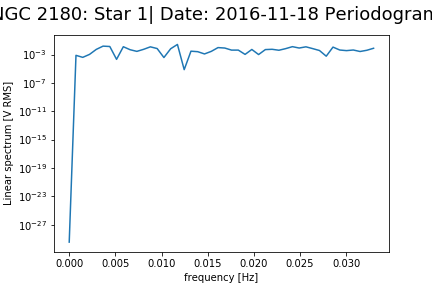 NGC 2180: Star 1| Date: 2016-11-18 Periodogram
10⁻³
10⁻⁷
10⁻¹¹
10⁻¹⁵
10⁻¹⁹
10⁻²³
10⁻²⁷
Linear spectrum [V RMS]
0.000 0.005 0.010 0.015 0.020 0.025 0.030
frequency [Hz]